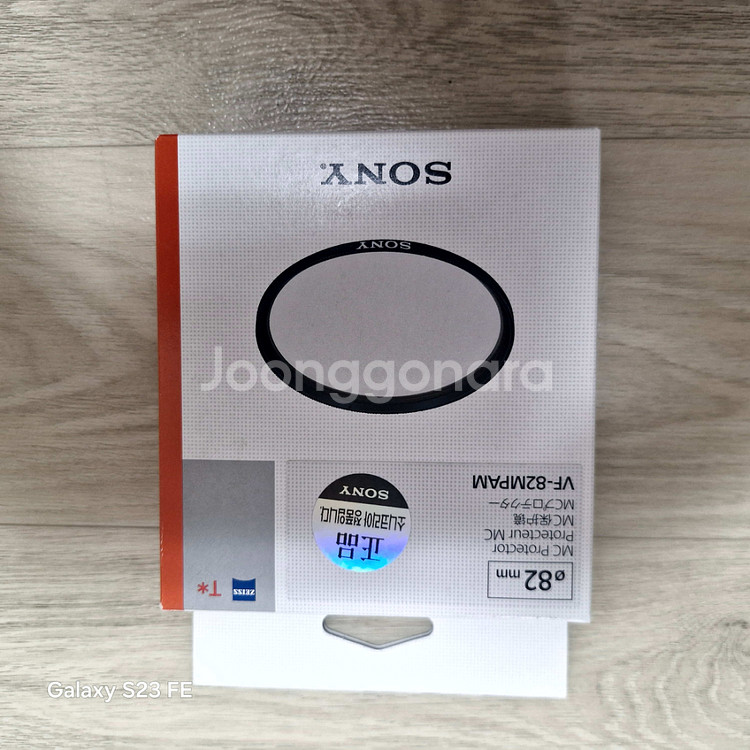 SONY®
SONY
Joonggonara
VF-82MPAM
MCプロテクター
MC 保护镜
Protecteur MC
MC Protector
ø82 mm
SONY
소니코리아 정품입니다.
正品
T*
ZEISS
Galaxy S23 FE